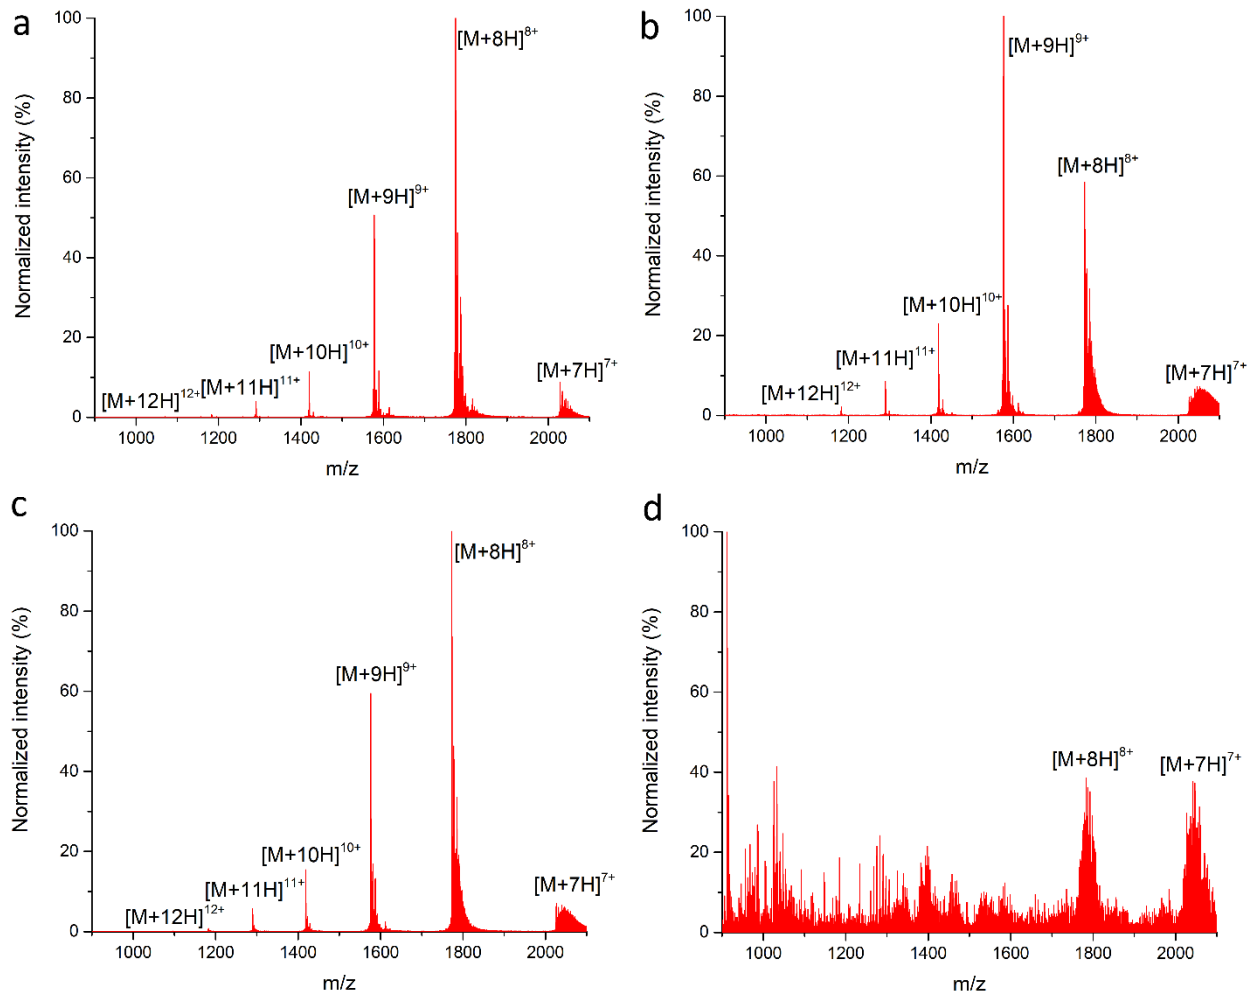 a
100
80
60
40
20
0
Normalized intensity (%)
[M+8H]8+
[M+9H]9+
[M+10H]10+
[M+11H]11+
[M+12H]12+
[M+7H]7+
1000 1200 1400 1600 1800 2000
m/z
b
100
80
60
40
20
0
Normalized intensity (%)
[M+9H]9+
[M+8H]8+
[M+10H]10+
[M+11H]11+
[M+12H]12+
[M+7H]7+
1000 1200 1400 1600 1800 2000
m/z
c
100
80
60
40
20
0
Normalized intensity (%)
[M+8H]8+
[M+9H]9+
[M+10H]10+
[M+11H]11+
[M+12H]12+
[M+7H]7+
1000 1200 1400 1600 1800 2000
m/z
d
100
80
60
40
20
0
Normalized intensity (%)
[M+8H]8+
[M+7H]7+
1000 1200 1400 1600 1800 2000
m/z